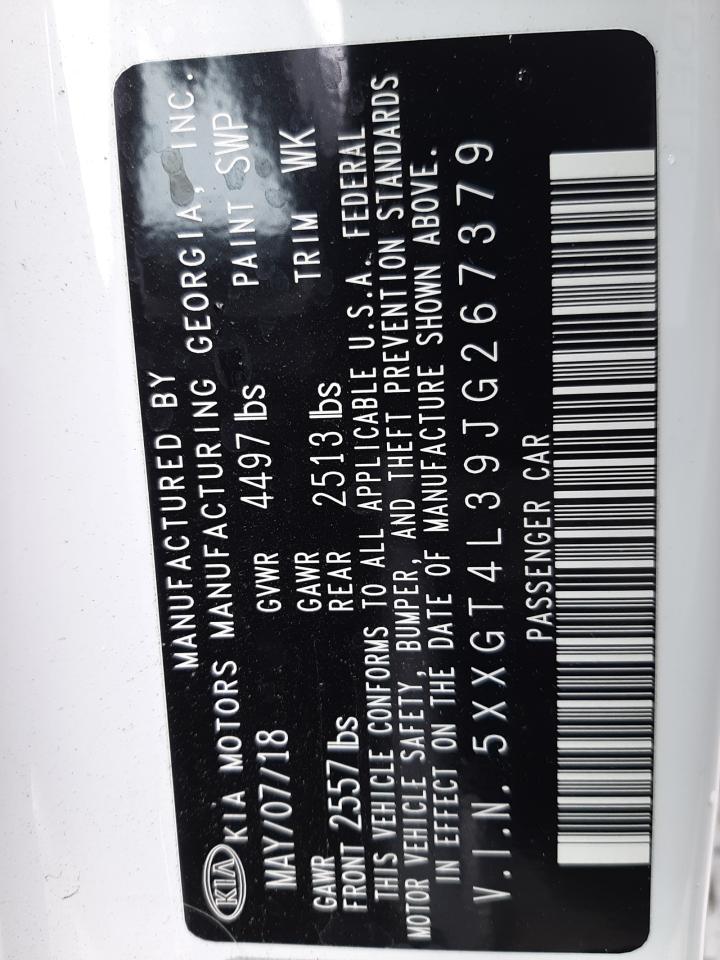 MANUFACTURED BY
KIA KIA MOTORS MANUFACTURING GEORGIA, INC.
MAY/07/18 GVWR 4497 lbs PAINT SWP
GAWR FRONT 2557 lbs GAWR REAR 2513 lbs TRIM WK
THIS VEHICLE CONFORMS TO ALL APPLICABLE U.S.A. FEDERAL
MOTOR VEHICLE SAFETY, BUMPER, AND THEFT PREVENTION STANDARDS
IN EFFECT ON THE DATE OF MANUFACTURE SHOWN ABOVE.
V.I.N. 5XXGT4L39JG267379
PASSENGER CAR